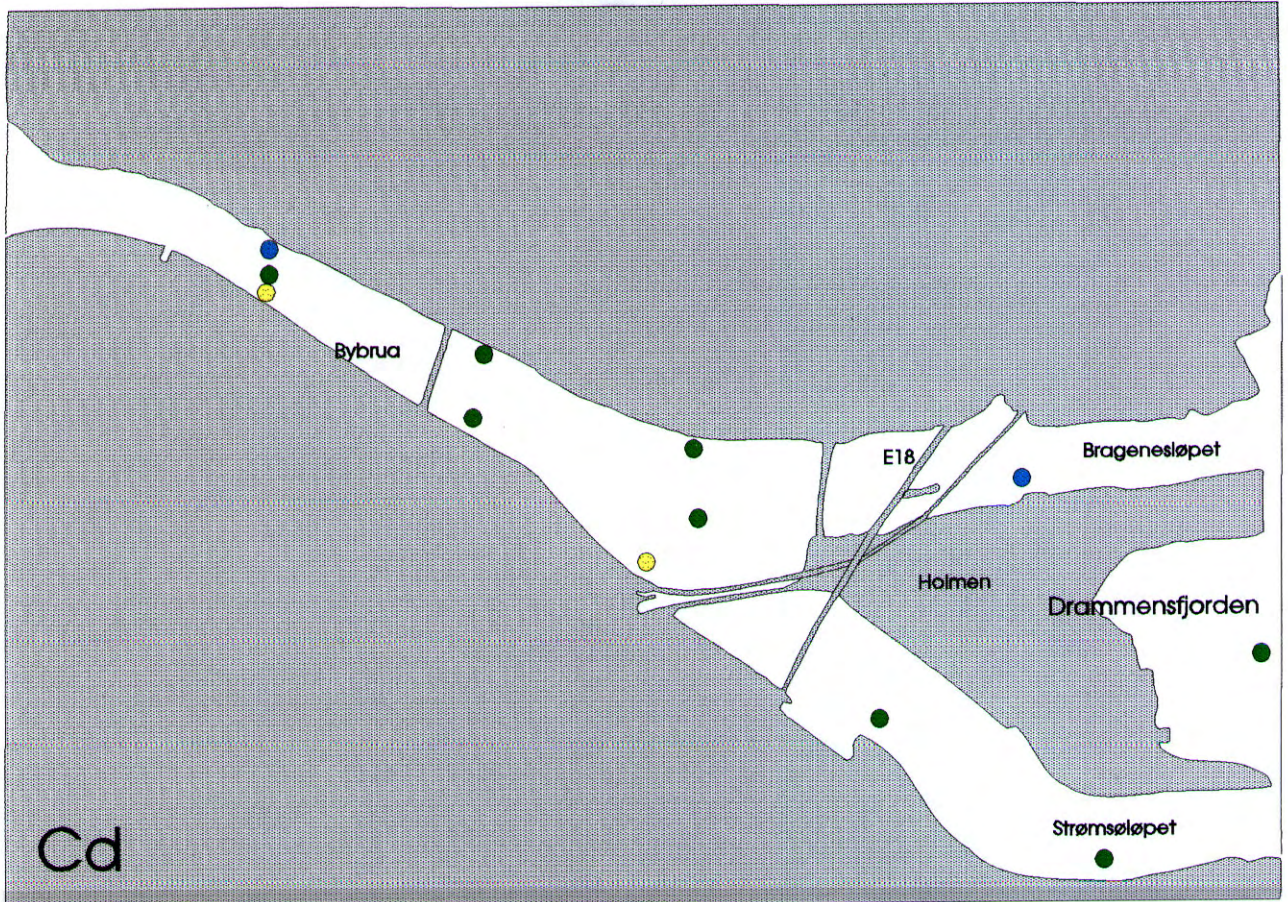 Bybrua
E18
Bragenesløpet
Holmen
Drammensfjorden
Strømsøløpet
Cd